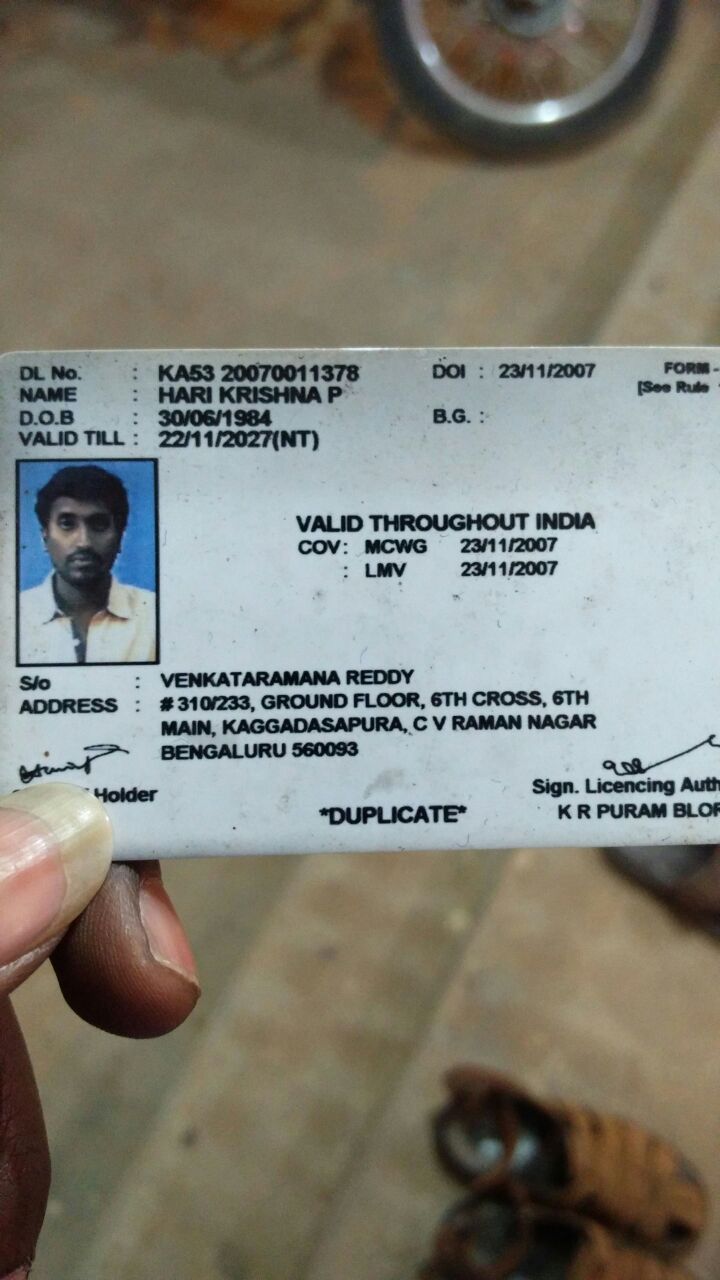 DL No. : KA53 20070011378 DOI : 23/11/2007 FORM -
NAME : HARI KRISHNA P [See Rule
D.O.B : 30/06/1984 B.G. :
VALID TILL : 22/11/2027(NT)
VALID THROUGHOUT INDIA
COV: MCWG 23/11/2007
: LMV 23/11/2007
S/o : VENKATARAMANA REDDY
ADDRESS : # 310/233, GROUND FLOOR, 6TH CROSS, 6TH
MAIN, KAGGADASAPURA, C V RAMAN NAGAR
BENGALURU 560093
Holder Sign. Licencing Auth
*DUPLICATE* K R PURAM BLOR